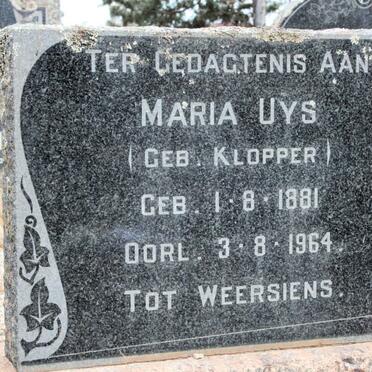 TER GEDAGTENIS AAN
MARIA UYS
(GEB. KLOPPER)
GEB. 1·8·1881
OORL. 3·8·1964.
TOT WEERSIENS.